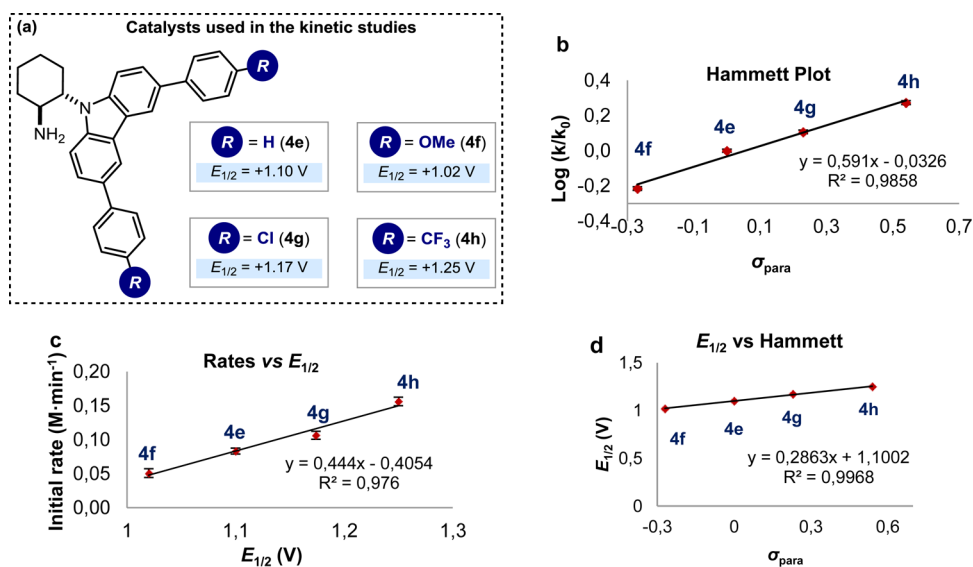 (a) Catalysts used in the kinetic studies
R
N
NH₂
R
R = H (4e)
E₁/₂ = +1.10 V
R = OMe (4f)
E₁/₂ = +1.02 V
R = Cl (4g)
E₁/₂ = +1.17 V
R = CF₃ (4h)
E₁/₂ = +1.25 V
b
Hammett Plot
Log (k/k₀)
0,4
0,2
0,0
-0,2
-0,4
4f
4e
4g
4h
y = 0,591x - 0,0326
R² = 0,9858
-0,3 -0,1 0,1 0,3 0,5 0,7
σpara
c
Rates vs E₁/₂
Initial rate (M·min⁻¹)
0,20
0,15
0,10
0,05
0,00
4f
4e
4g
4h
y = 0,444x - 0,4054
R² = 0,976
1 1,1 1,2 1,3
E₁/₂ (V)
d
E₁/₂ vs Hammett
E₁/₂ (V)
1,5
1
0,5
0
4f
4e
4g
4h
y = 0,2863x + 1,1002
R² = 0,9968
-0,3 0 0,3 0,6
σpara